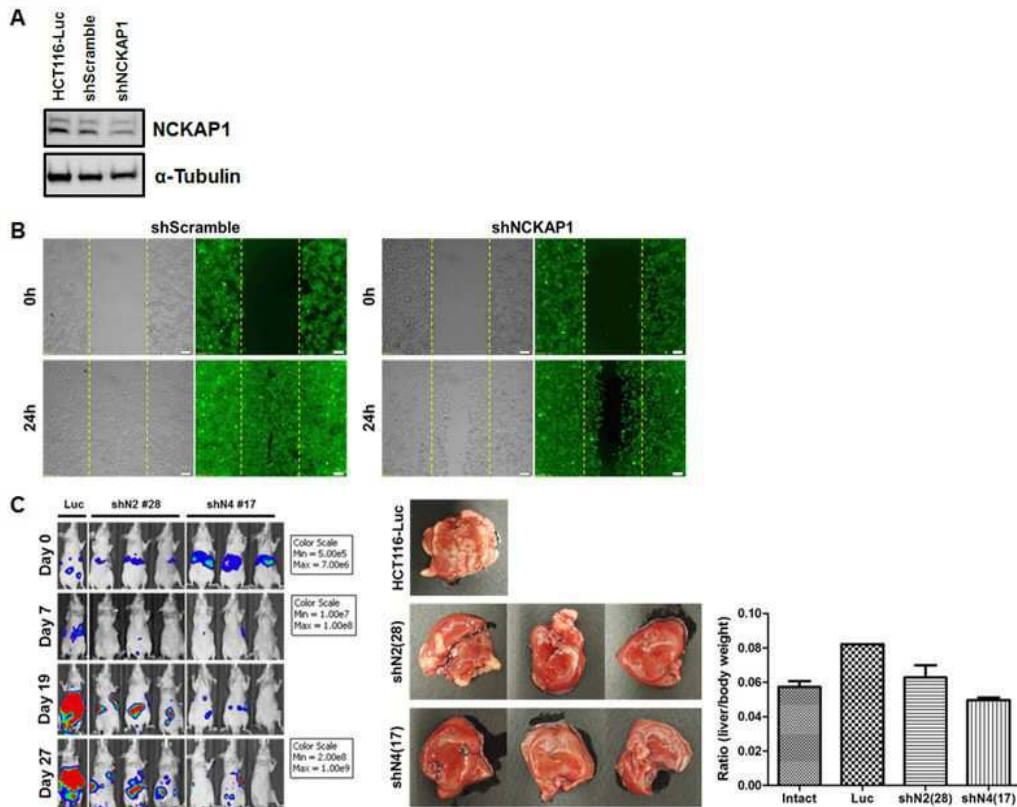 A
HCT116-Luc
shScramble
shNCKAP1
NCKAP1
α-Tubulin
B
shScramble
shNCKAP1
0h
0h
24h
24h
C
Luc
shN2 #28
shN4 #17
Day 0
Color Scale
Min = 5.00e5
Max = 7.00e6
Day 7
Color Scale
Min = 1.00e7
Max = 1.00e8
Day 19
Day 27
Color Scale
Min = 2.00e8
Max = 1.00e9
HCT116-Luc
shN2(28)
shN4(17)
Ratio (liver/body weight)
0.10
0.08
0.06
0.04
0.02
0.00
Intact
Luc
shN2(28)
shN4(17)